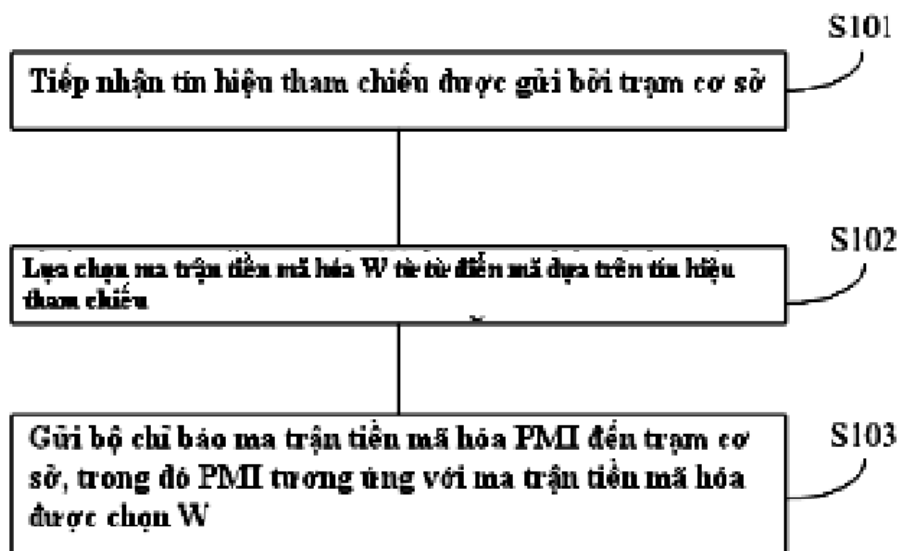 S101
Tiếp nhận tín hiệu tham chiếu được gửi bởi trạm cơ sở
S102
Lựa chọn ma trận tiền mã hóa W từ từ điển mã dựa trên tín hiệu
tham chiếu
S103
Gửi bộ chỉ báo ma trận tiền mã hóa PMI đến trạm cơ
sở, trong đó PMI tương ứng với ma trận tiền mã hóa
được chọn W